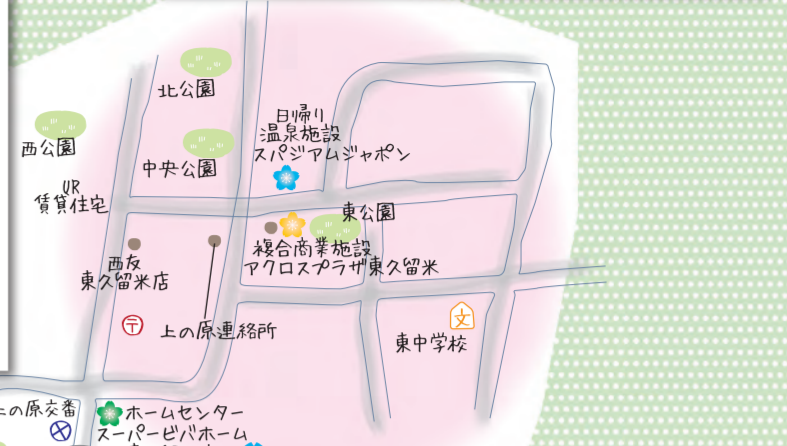 北公園
西公園
中央公園
日帰り
温泉施設
スパジアムジャポン
UR
賃貸住宅
東公園
複合商業施設
アクロスプラザ東久留米
西友
東久留米店
〒
上の原連絡所
文
東中学校
上の原交番
ホームセンター
スーパービバホーム